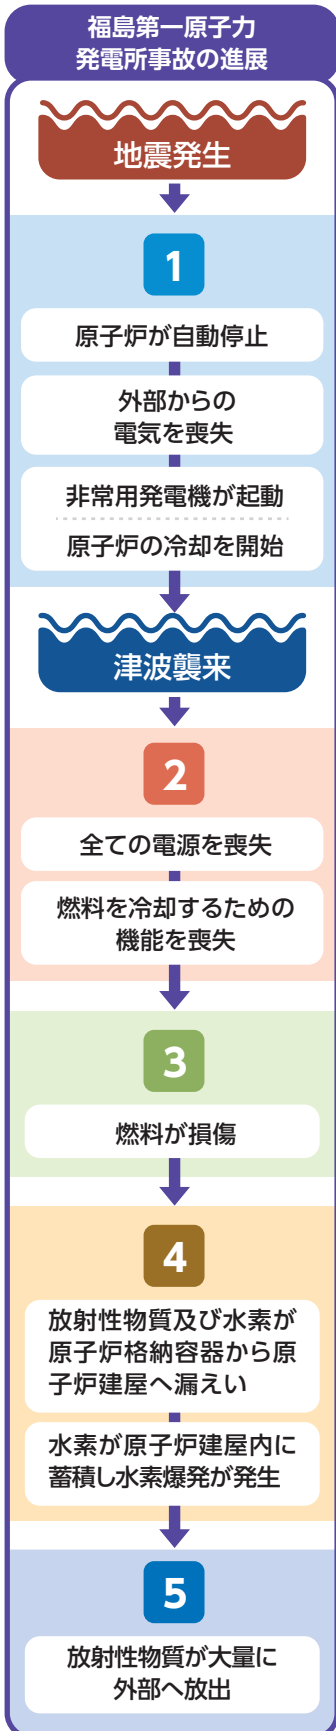 福島第一原子力
発電所事故の進展
地震発生
1
原子炉が自動停止
外部からの
電気を喪失
非常用発電機が起動
原子炉の冷却を開始
津波襲来
2
全ての電源を喪失
燃料を冷却するための
機能を喪失
3
燃料が損傷
4
放射性物質及び水素が
原子炉格納容器から原
子炉建屋へ漏えい
水素が原子炉建屋内に
蓄積し水素爆発が発生
5
放射性物質が大量に
外部へ放出